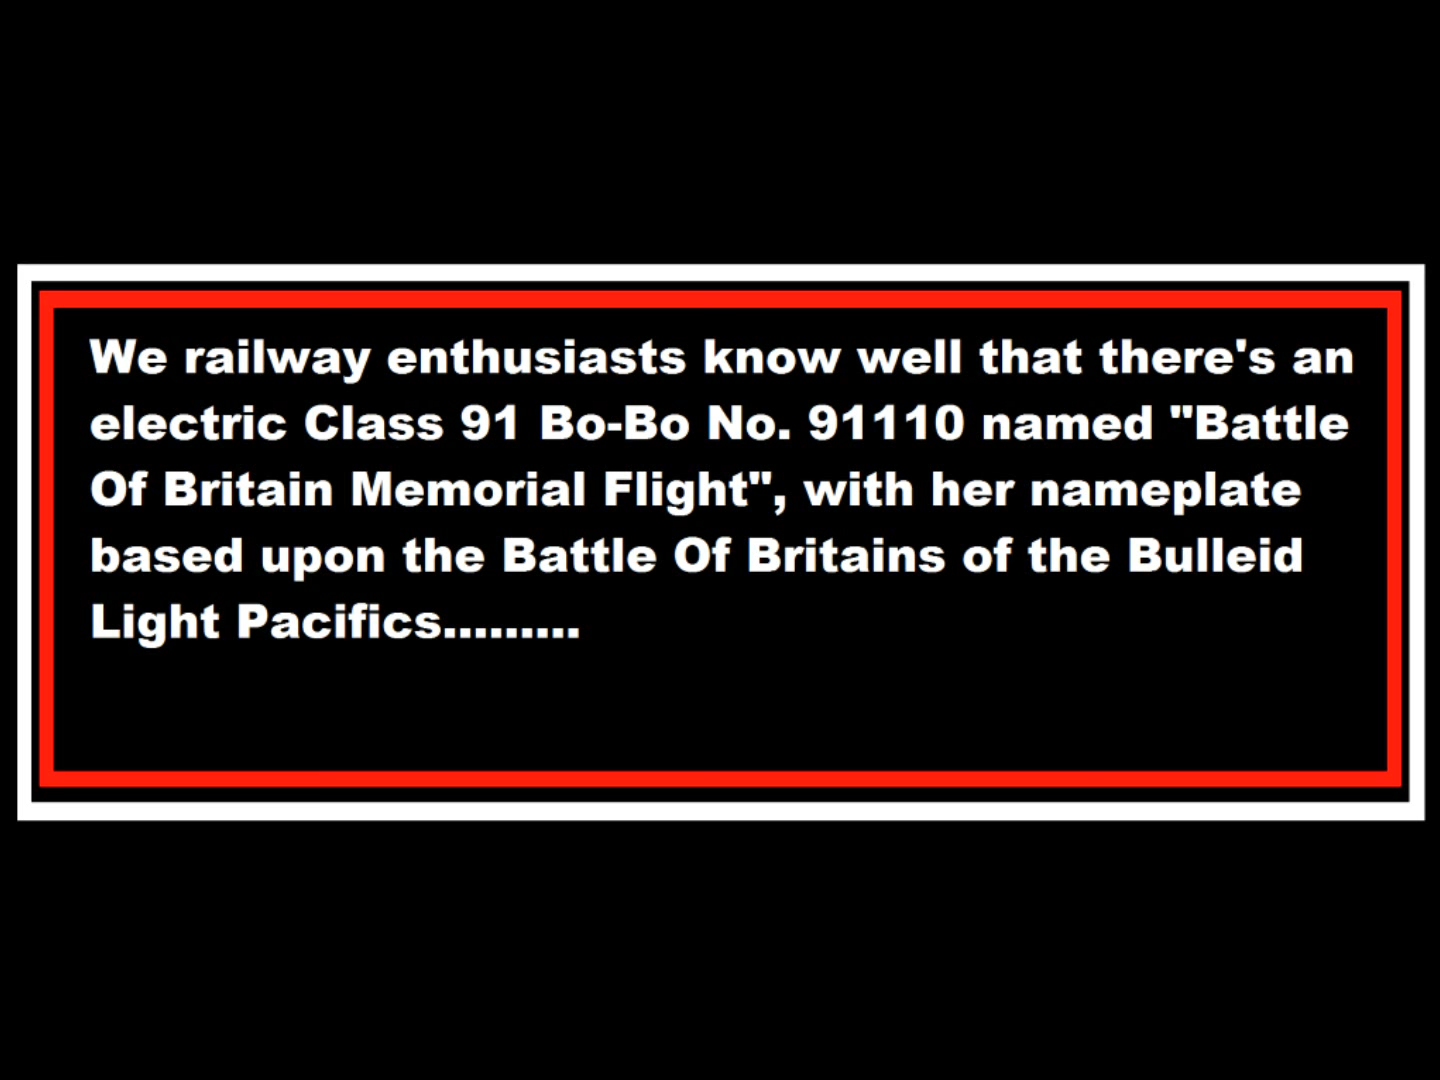 We railway enthusiasts know well that there's an
electric Class 91 Bo-Bo No. 91110 named "Battle
Of Britain Memorial Flight", with her nameplate
based upon the Battle Of Britains of the Bulleid
Light Pacifics.........